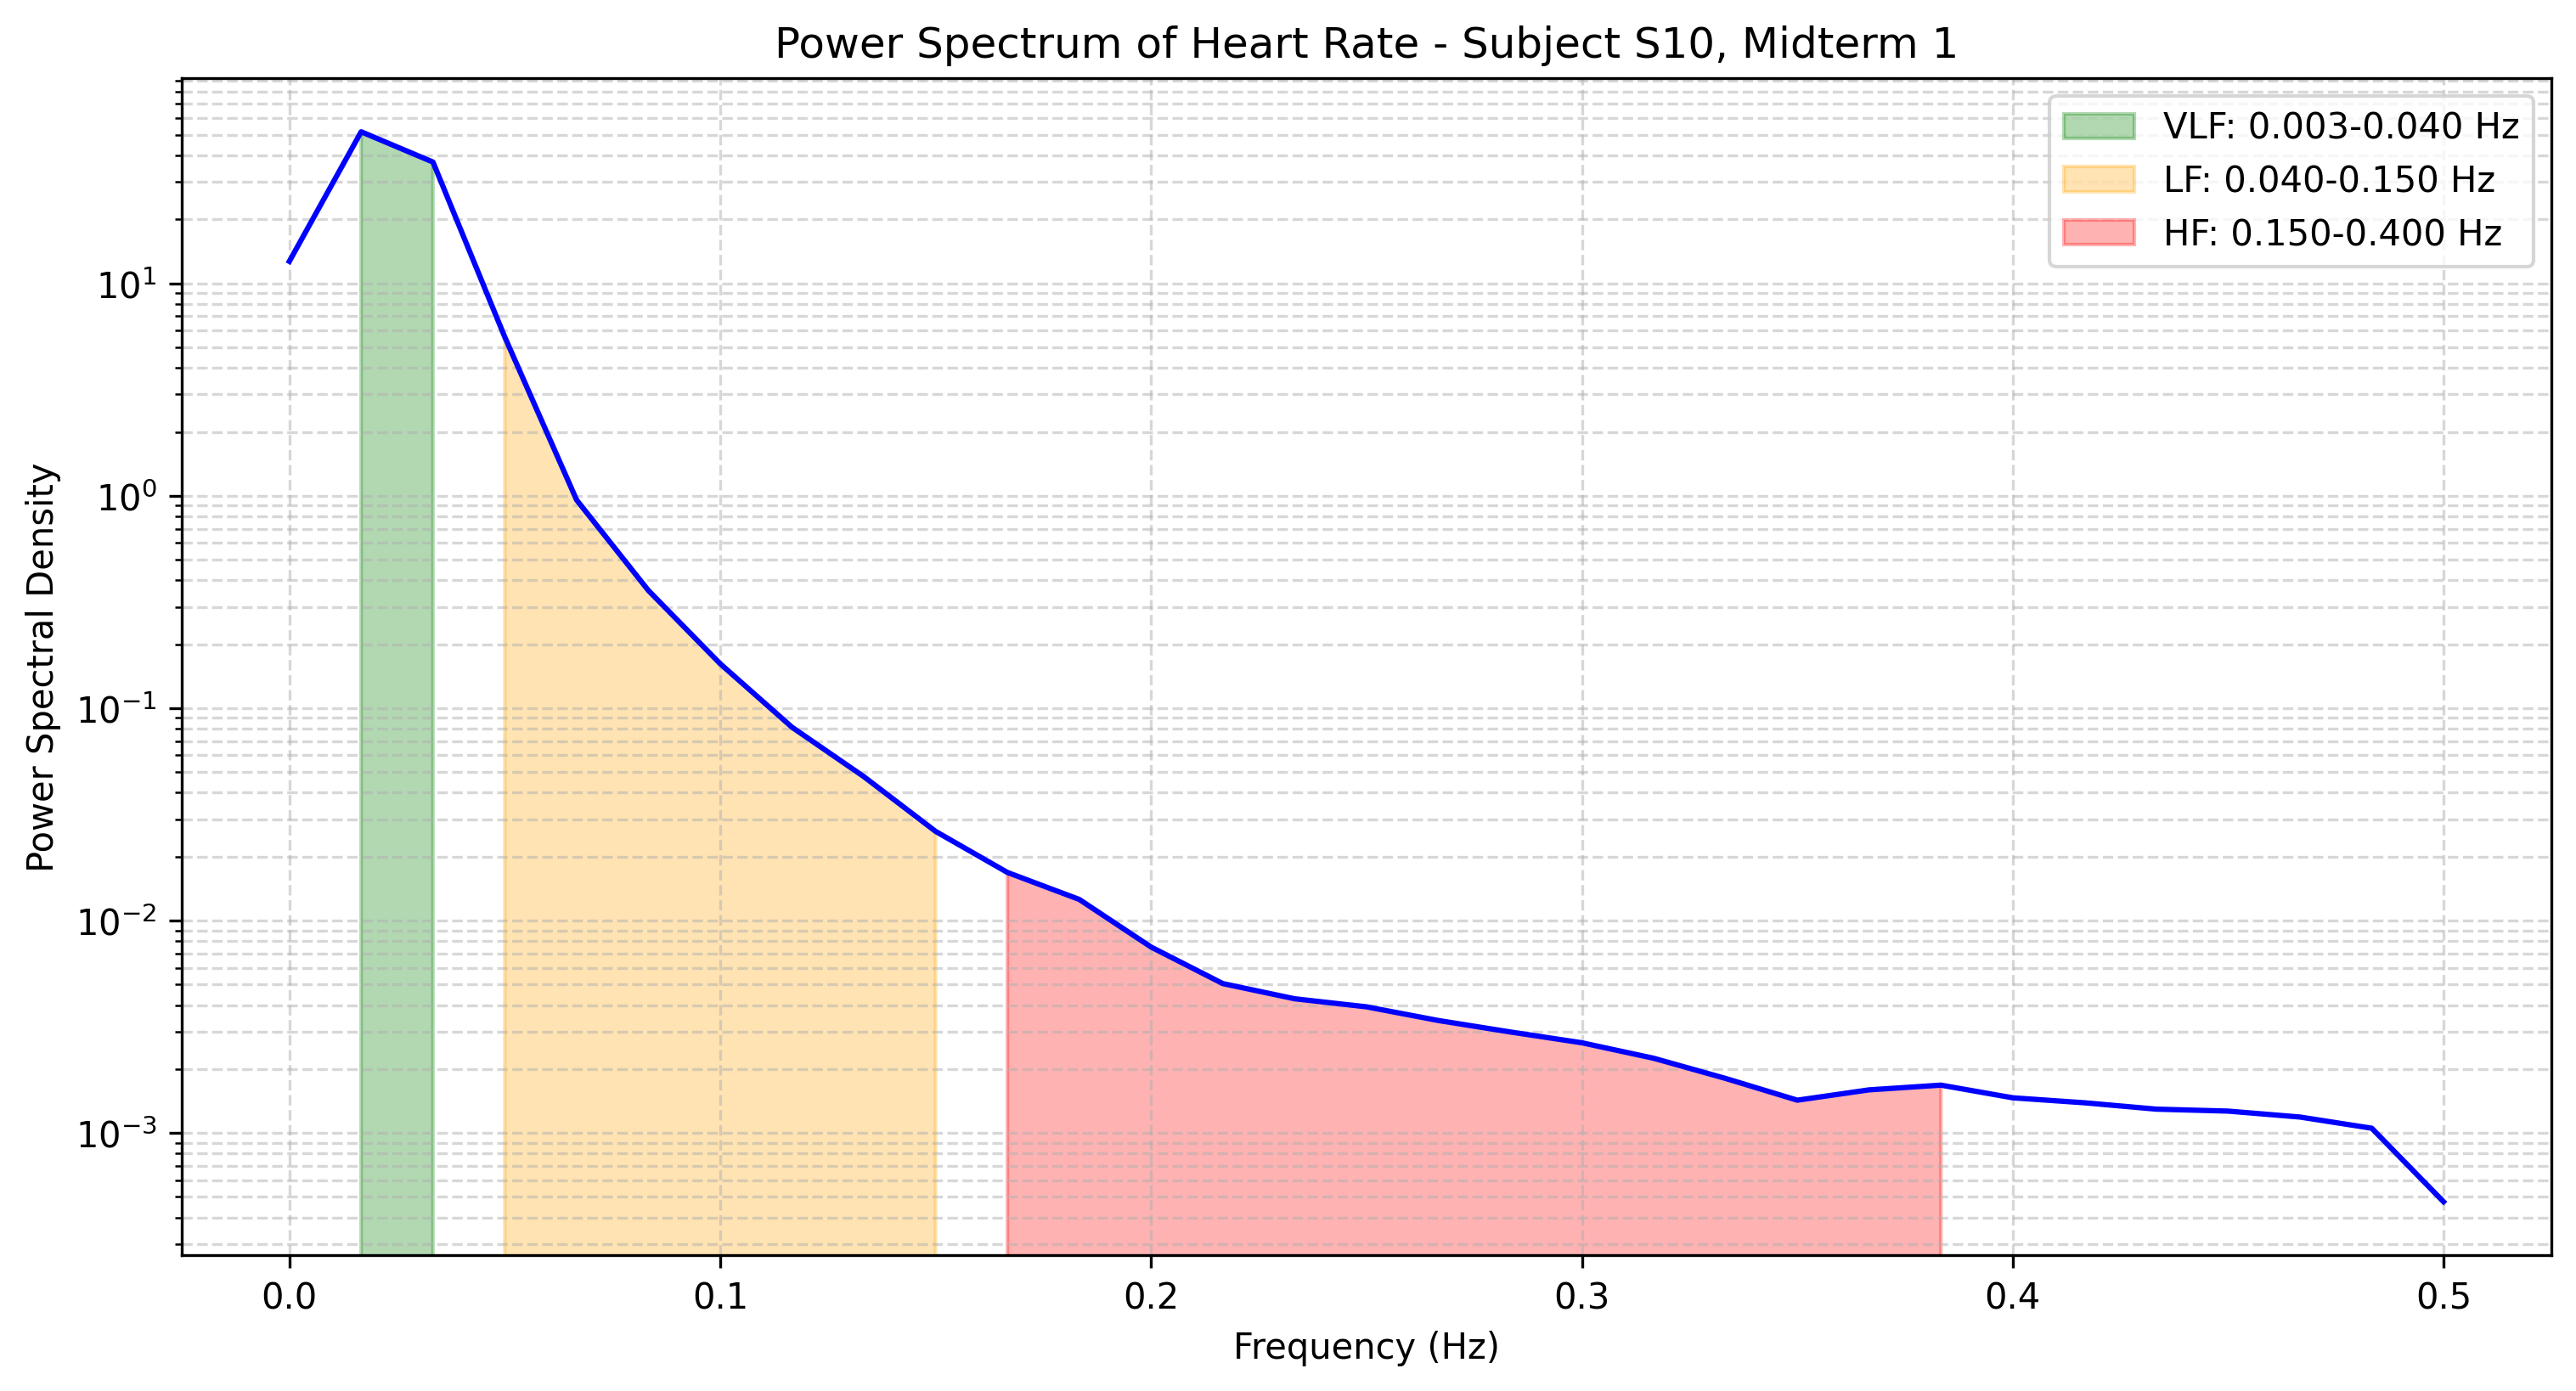 Power Spectrum of Heart Rate - Subject S10, Midterm 1
VLF: 0.003-0.040 Hz
LF: 0.040-0.150 Hz
HF: 0.150-0.400 Hz
Power Spectral Density
10¹
10⁰
10⁻¹
10⁻²
10⁻³
0.0 0.1 0.2 0.3 0.4 0.5
Frequency (Hz)